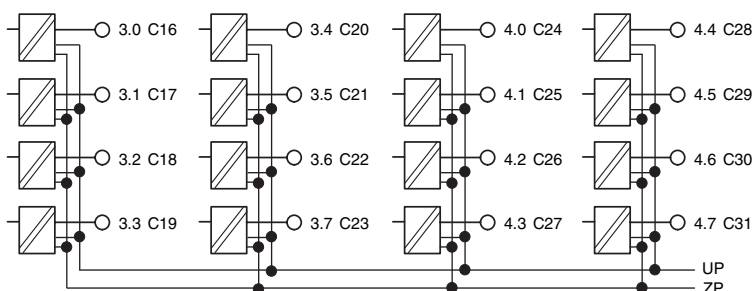 3.0 C16 3.4 C20 4.0 C24 4.4 C28
3.1 C17 3.5 C21 4.1 C25 4.5 C29
3.2 C18 3.6 C22 4.2 C26 4.6 C30
3.3 C19 3.7 C23 4.3 C27 4.7 C31
UP
ZP